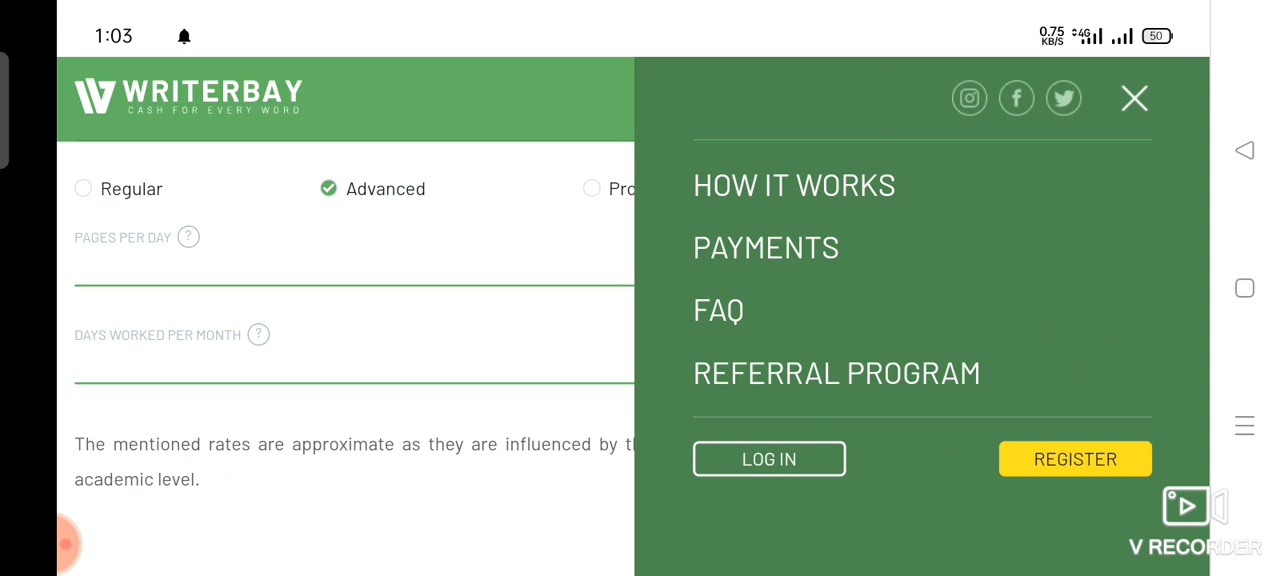 1:03
0.75
KB/S
4G
50
WRITERBAY
CASH FOR EVERY WORD
Regular
Advanced
Pro
PAGES PER DAY ?
DAYS WORKED PER MONTH ?
The mentioned rates are approximate as they are influenced by
academic level.
HOW IT WORKS
PAYMENTS
FAQ
REFERRAL PROGRAM
LOG IN
REGISTER
V RECORDER